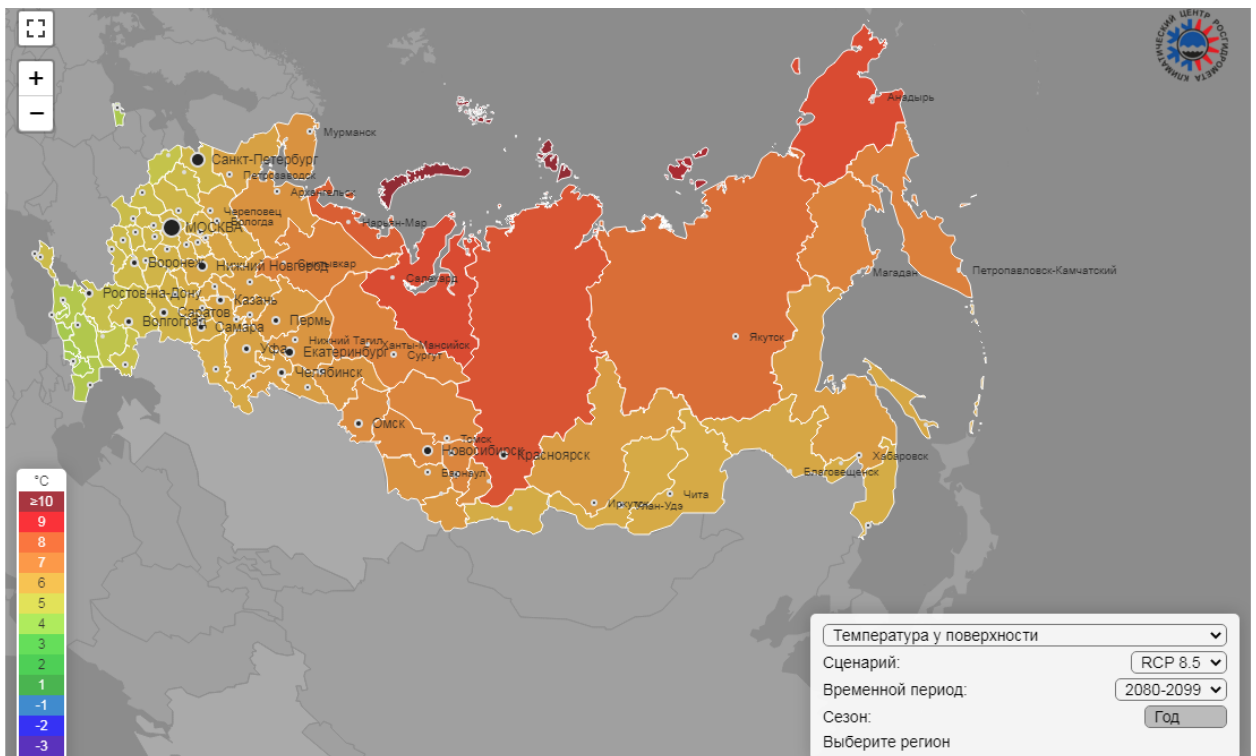 КЛИМАТИЧЕСКИЙ ЦЕНТР РОСГИДРОМЕТА
+
−
Мурманск
Анадырь
Санкт-Петербург
Петрозаводск
Архангельск
Череповец
Вологда
Нарьян-Мар
МОСКВА
Воронеж
Нижний Новгород
Сыктывкар
Салехард
Магадан
Петропавловск-Камчатский
Ростов-на-Дону
Казань
Саратов
Волгоград
Самара
Пермь
Якутск
Нижний Тагил
Ханты-Мансийск
Уфа
Екатеринбург
Сургут
Челябинск
Омск
Томск
Новосибирск
Красноярск
Хабаровск
Барнаул
Благовещенск
Чита
Иркутск
Улан-Удэ
°C
≥10
9
8
7
6
5
4
3
2
1
-1
-2
-3
Температура у поверхности
Сценарий:
RCP 8.5
Временной период:
2080-2099
Сезон:
Год
Выберите регион